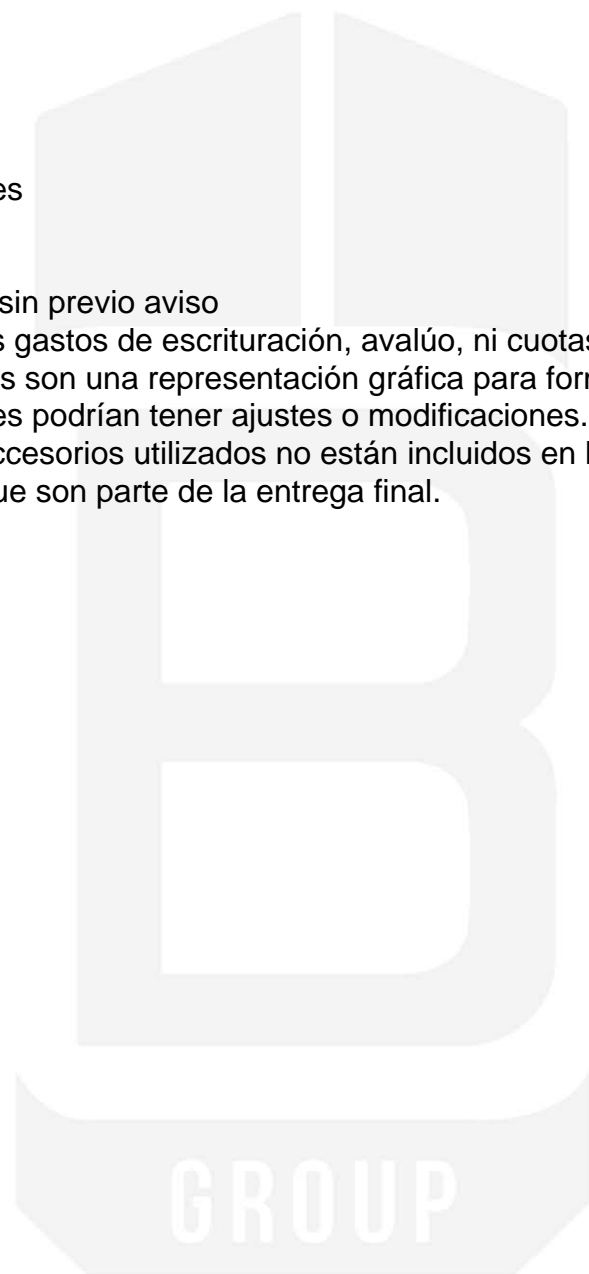 es
sin previo aviso
s gastos de escrituración, avalúo, ni cuotas
s son una representación gráfica para for
es podrían tener ajustes o modificaciones.
ccesorios utilizados no están incluidos en l
ue son parte de la entrega final.
B
GROUP